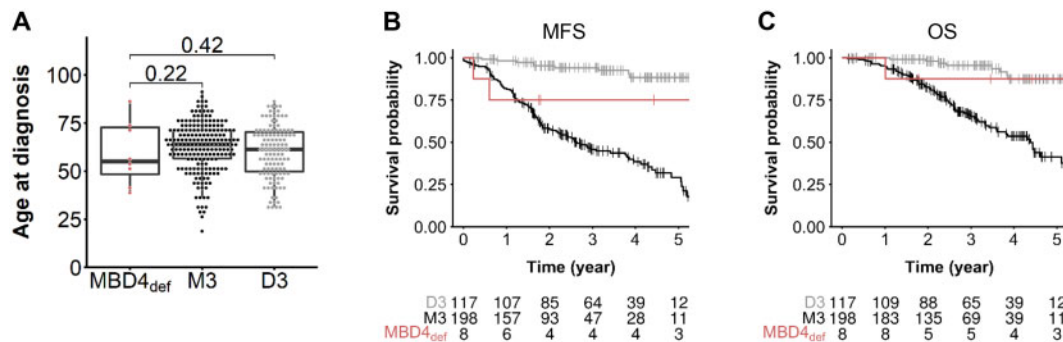 A
Age at diagnosis
100
75
50
25
0
0.42
0.22
MBD4def M3 D3
B
MFS
Survival probability
1.00
0.75
0.50
0.25
0.00
0 1 2 3 4 5
Time (year)
D3 117 107 85 64 39 12
M3 198 157 93 47 28 11
MBD4def 8 6 4 4 4 3
C
OS
Survival probability
1.00
0.75
0.50
0.25
0.00
0 1 2 3 4 5
Time (year)
D3 117 109 88 65 39 12
M3 198 183 135 69 39 11
MBD4def 8 8 5 5 4 3